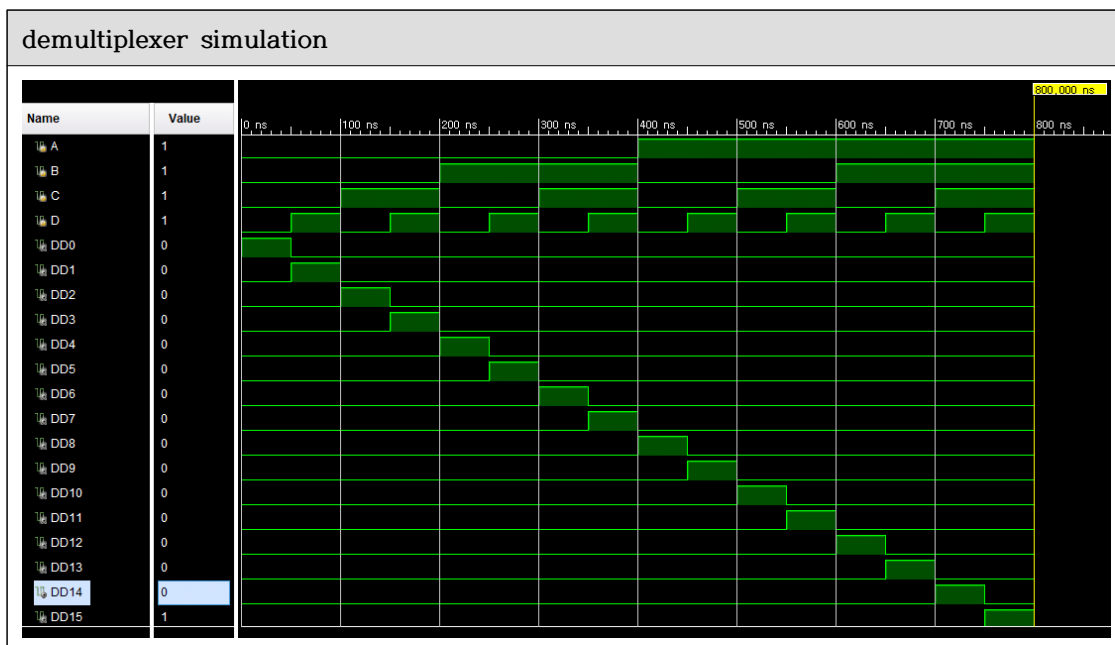 demultiplexer simulation
800,000 ns
Name Value 0 ns 100 ns 200 ns 300 ns 400 ns 500 ns 600 ns 700 ns 800 ns
A 1
B 1
C 1
D 1
DD0 0
DD1 0
DD2 0
DD3 0
DD4 0
DD5 0
DD6 0
DD7 0
DD8 0
DD9 0
DD10 0
DD11 0
DD12 0
DD13 0
DD14 0
DD15 1